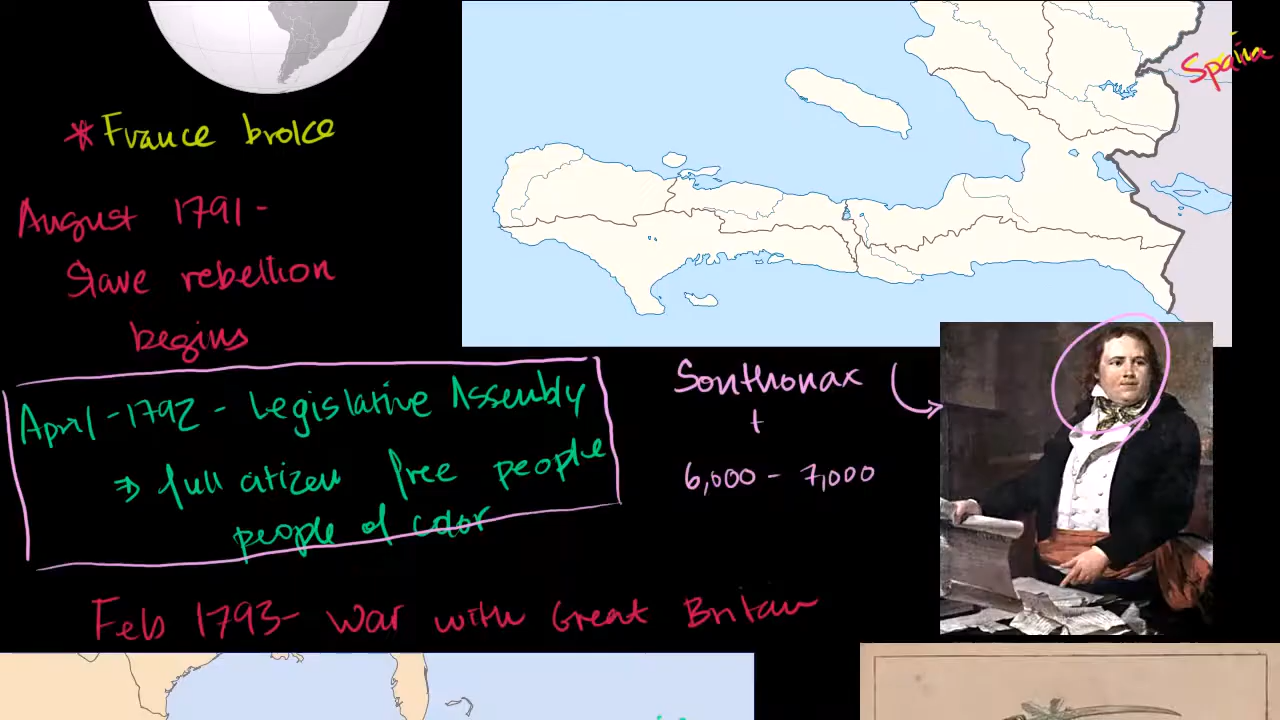 * France broke
August 1791 -
Slave rebellion
begins
April - 1792 - Legislative Assembly
⇒ full citizen free people
people of color
Feb 1793 - War with Great Britain
Sonthonax
+
6,000 - 7,000
Spain